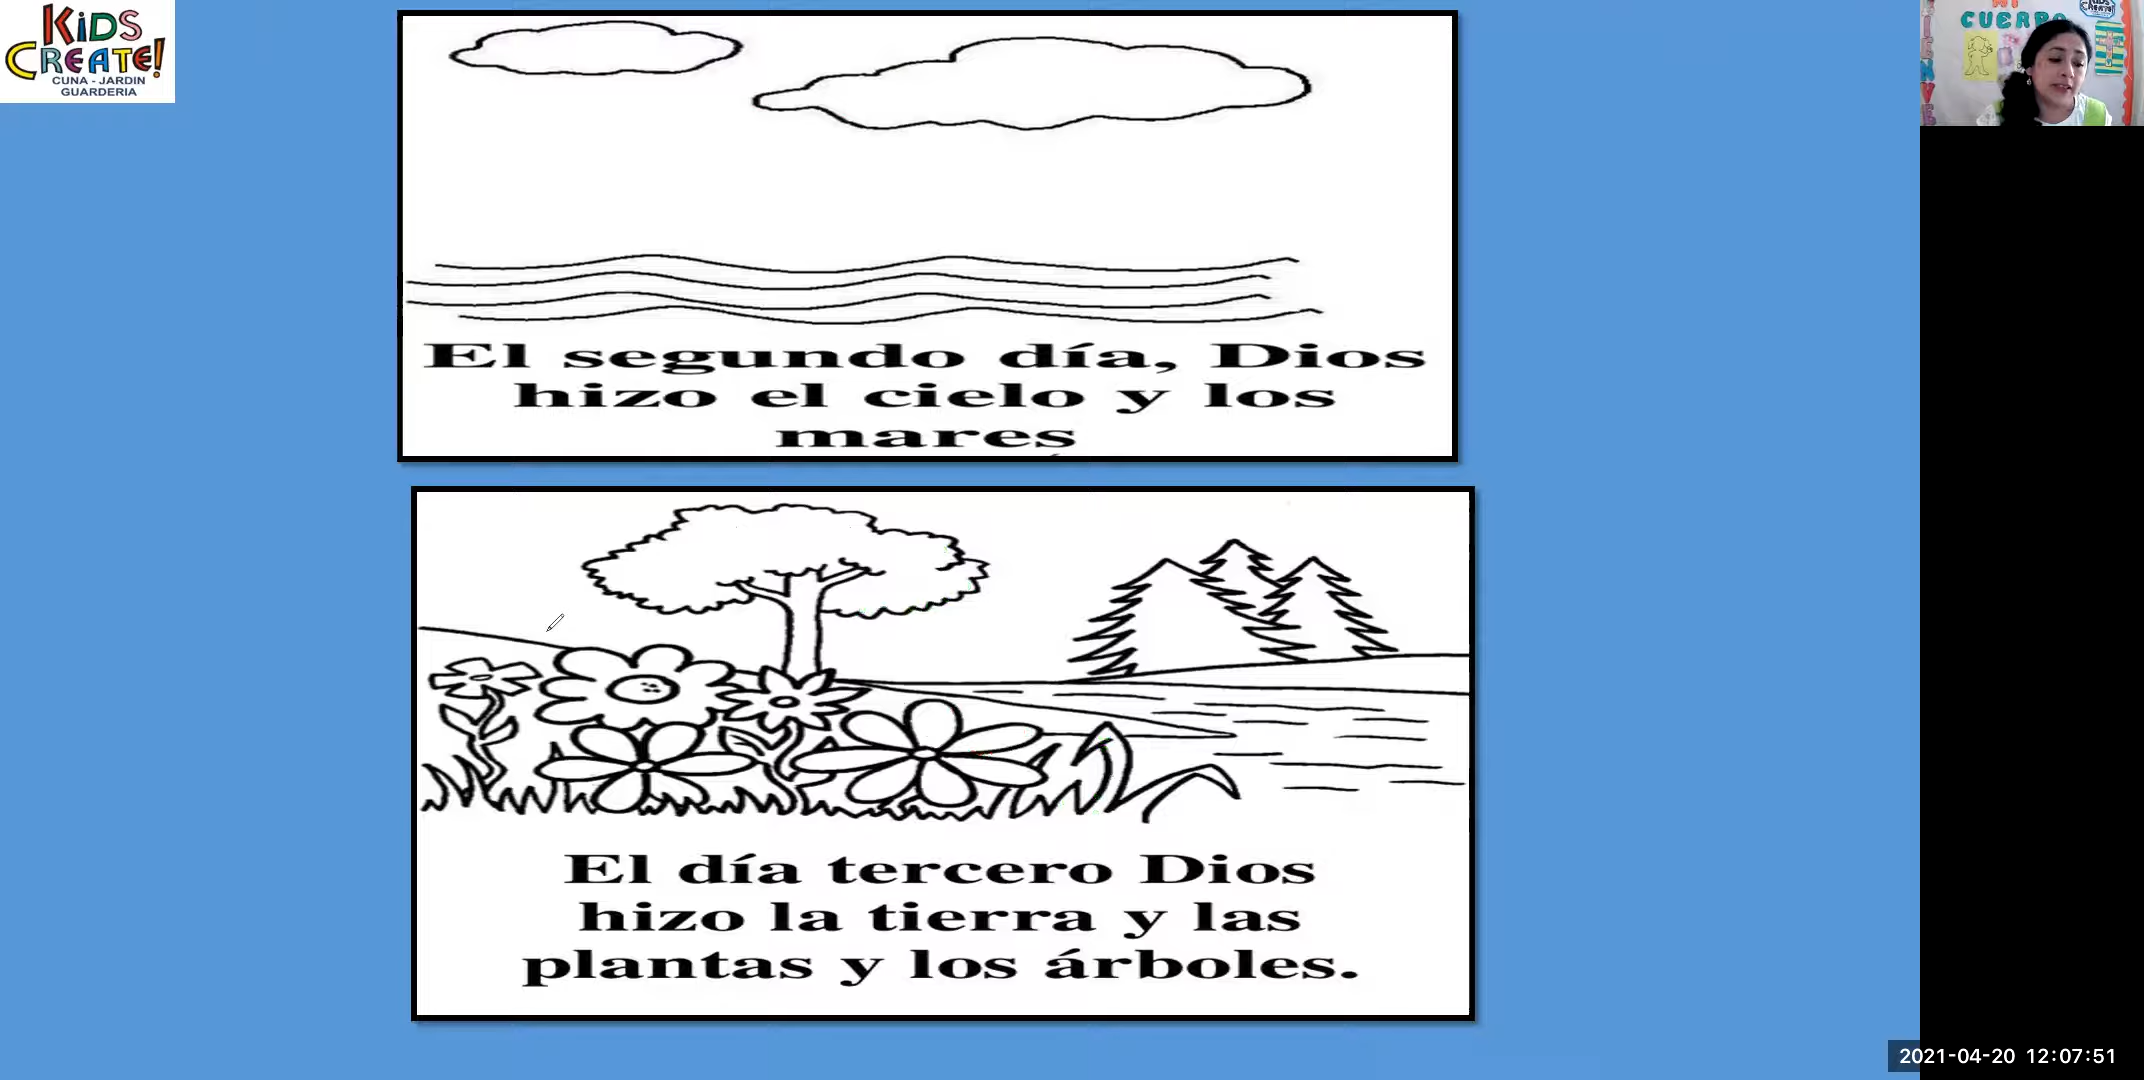 KiDS
CREATE!
CUNA - JARDIN
GUARDERIA
El segundo día, Dios
hizo el cielo y los
mares
El día tercero Dios
hizo la tierra y las
plantas y los árboles.
CUERPO
2021-04-20 12:07:51